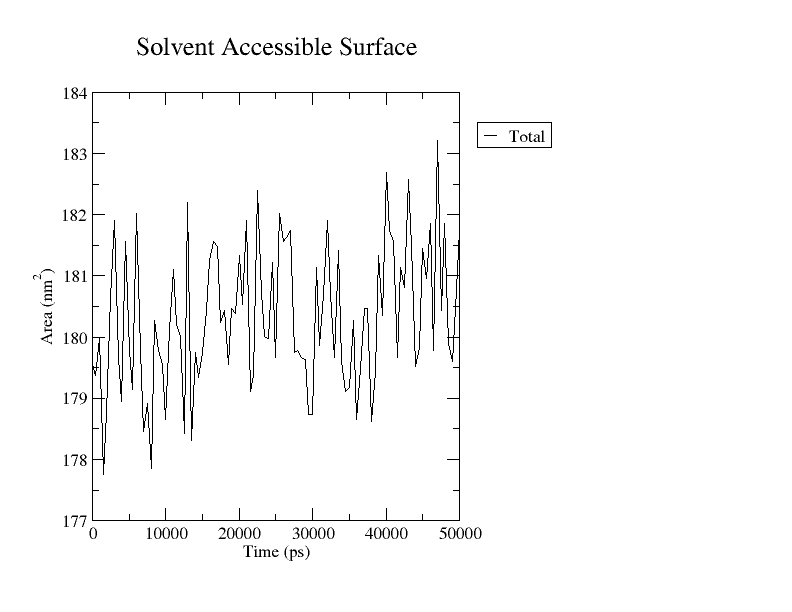 Solvent Accessible Surface
184
183
182
181
180
179
178
177
Area (nm²)
0 10000 20000 30000 40000 50000
Time (ps)
Total